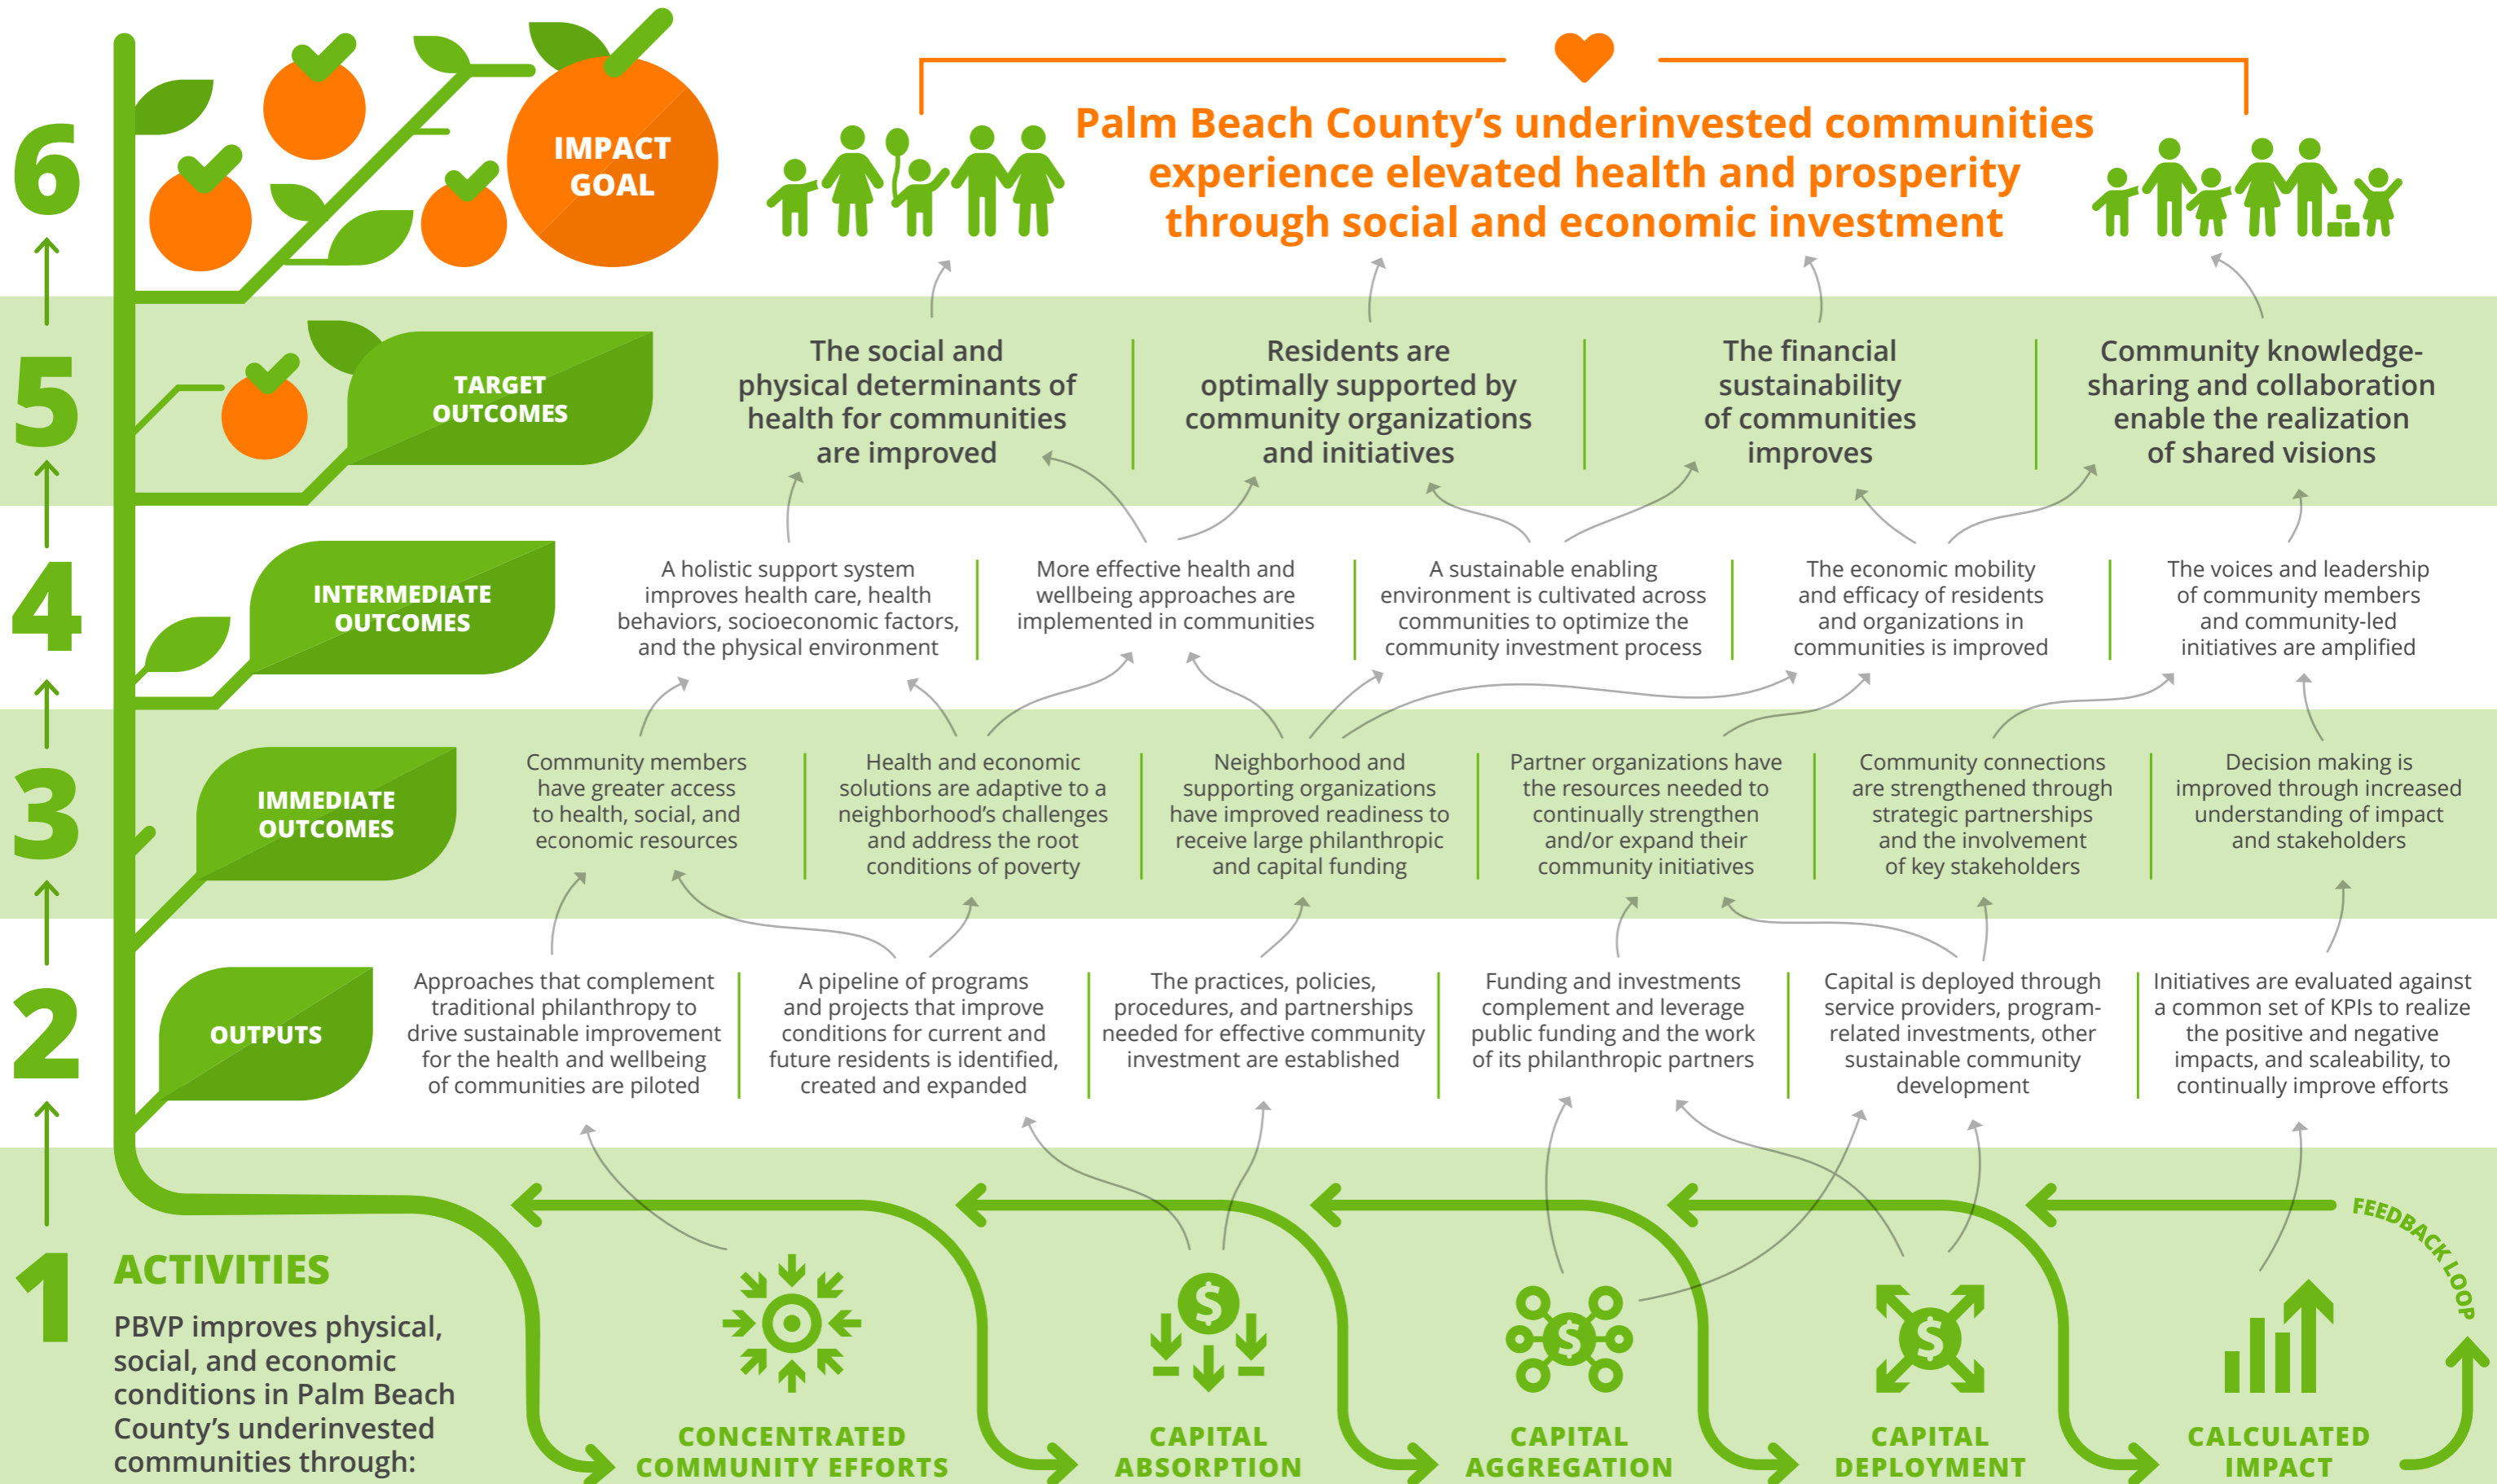 6
IMPACT
GOAL
Palm Beach County’s underinvested communities
experience elevated health and prosperity
through social and economic investment
5
TARGET
OUTCOMES
The social and
physical determinants of
health for communities
are improved
Residents are
optimally supported by
community organizations
and initiatives
The financial
sustainability
of communities
improves
Community knowledge-
sharing and collaboration
enable the realization
of shared visions
4
INTERMEDIATE
OUTCOMES
A holistic support system
improves health care, health
behaviors, socioeconomic factors,
and the physical environment
More effective health and
wellbeing approaches are
implemented in communities
A sustainable enabling
environment is cultivated across
communities to optimize the
community investment process
The economic mobility
and efficacy of residents
and organizations in
communities is improved
The voices and leadership
of community members
and community-led
initiatives are amplified
3
IMMEDIATE
OUTCOMES
Community members
have greater access
to health, social, and
economic resources
Health and economic
solutions are adaptive to a
neighborhood’s challenges
and address the root
conditions of poverty
Neighborhood and
supporting organizations
have improved readiness to
receive large philanthropic
and capital funding
Partner organizations have
the resources needed to
continually strengthen
and/or expand their
community initiatives
Community connections
are strengthened through
strategic partnerships
and the involvement
of key stakeholders
Decision making is
improved through increased
understanding of impact
and stakeholders
2
OUTPUTS
Approaches that complement
traditional philanthropy to
drive sustainable improvement
for the health and wellbeing
of communities are piloted
A pipeline of programs
and projects that improve
conditions for current and
future residents is identified,
created and expanded
The practices, policies,
procedures, and partnerships
needed for effective community
investment are established
Funding and investments
complement and leverage
public funding and the work
of its philanthropic partners
Capital is deployed through
service providers, program-
related investments, other
sustainable community
development
Initiatives are evaluated against
a common set of KPIs to realize
the positive and negative
impacts, and scaleability, to
continually improve efforts
1
ACTIVITIES
PBVP improves physical,
social, and economic
conditions in Palm Beach
County’s underinvested
communities through:
FEEDBACK LOOP
$
$
$
CONCENTRATED
COMMUNITY EFFORTS
CAPITAL
ABSORPTION
CAPITAL
AGGREGATION
CAPITAL
DEPLOYMENT
CALCULATED
IMPACT